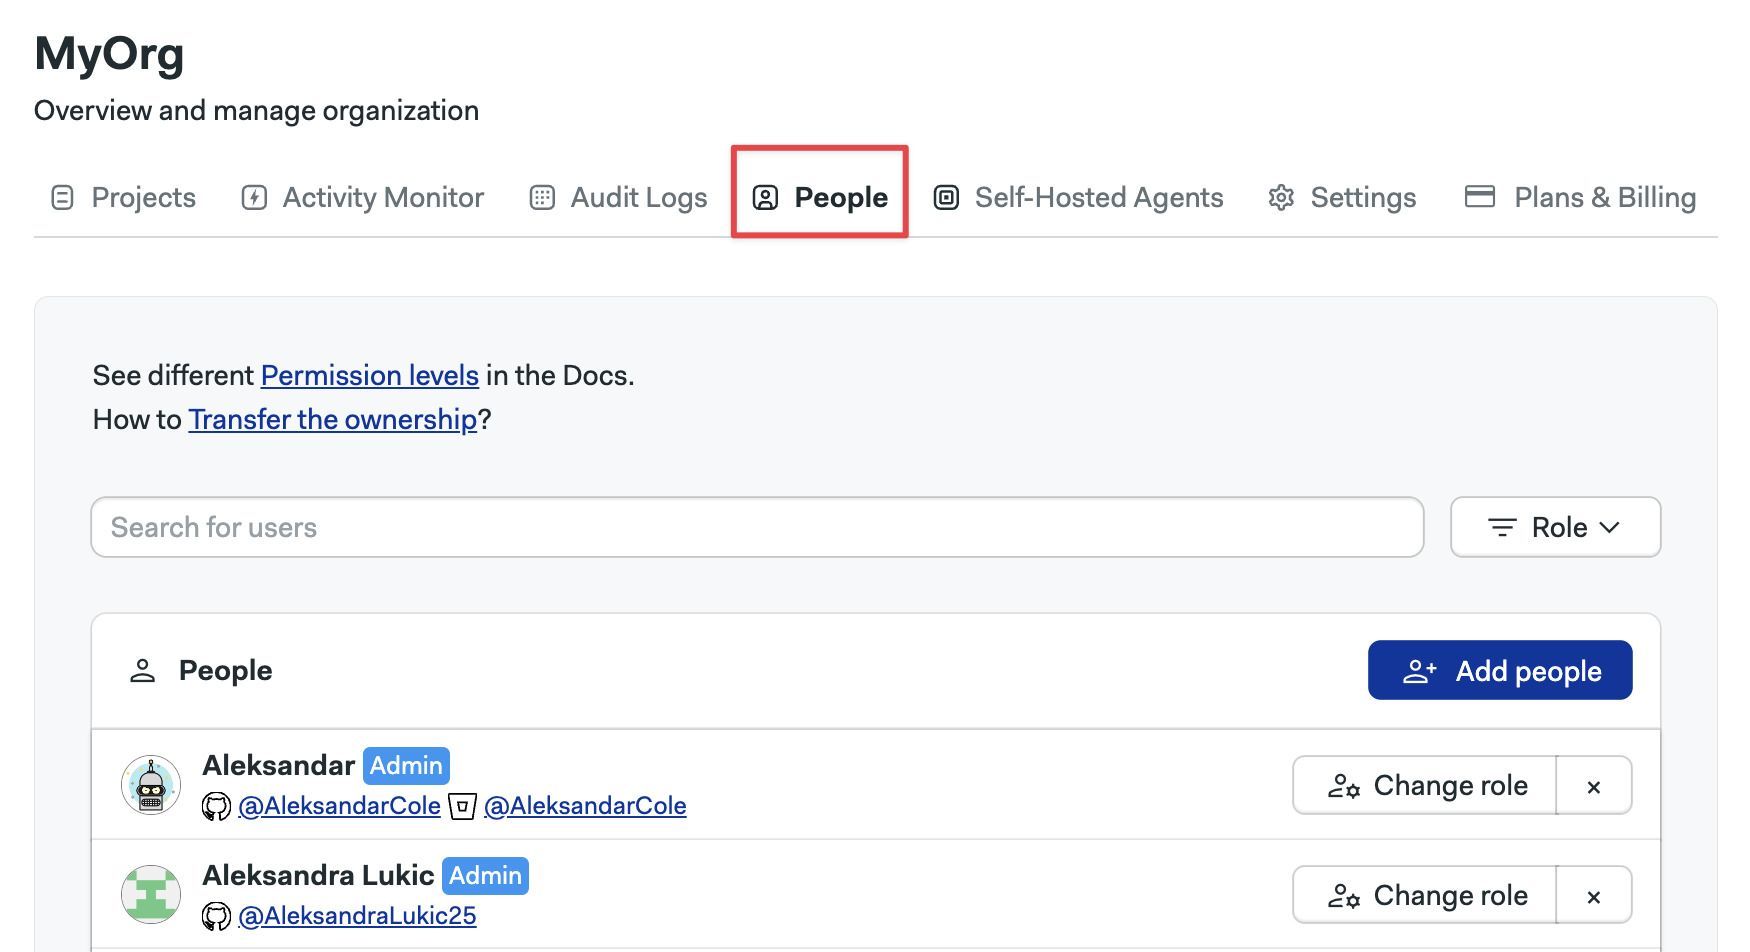 MyOrg
Overview and manage organization
Projects Activity Monitor Audit Logs People Self-Hosted Agents Settings Plans & Billing
See different Permission levels in the Docs.
How to Transfer the ownership?
Search for users Role
People Add people
Aleksandar Admin
@AleksandarCole @AleksandarCole Change role ×
Aleksandra Lukic Admin
@AleksandraLukic25 Change role ×